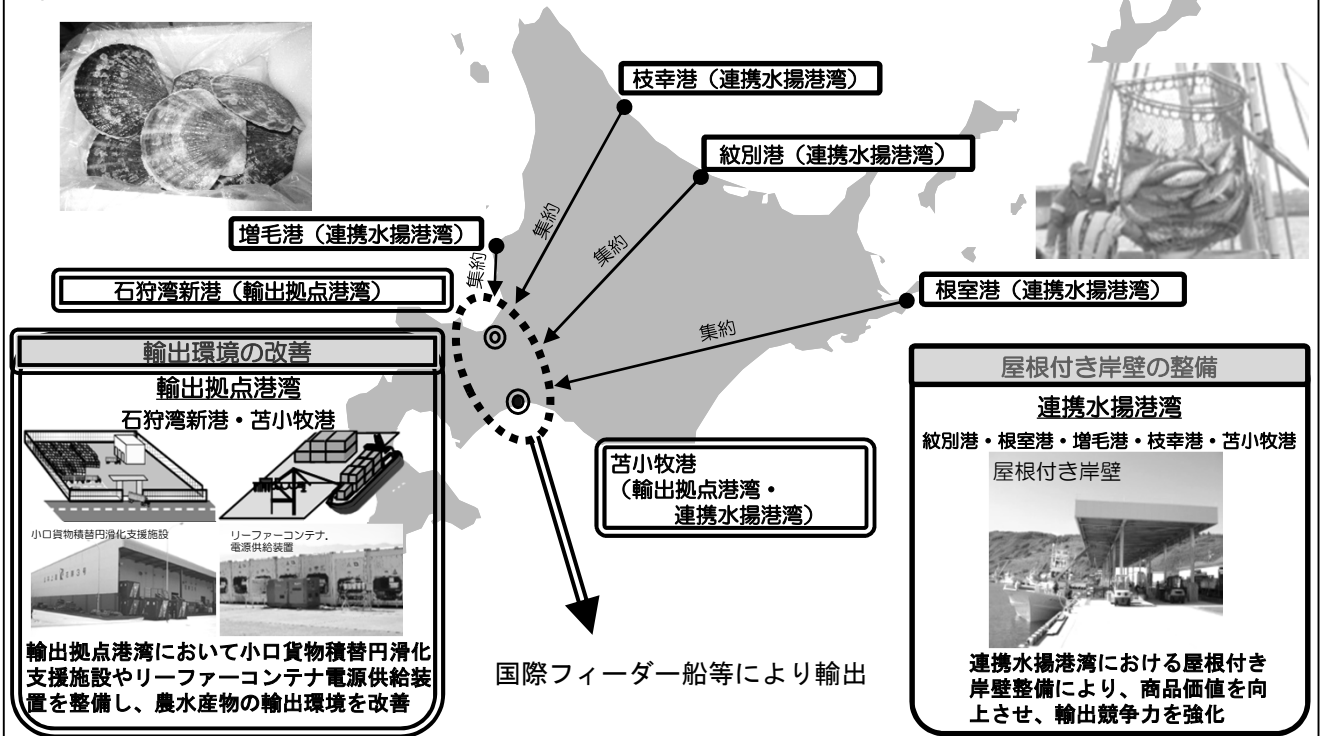 枝幸港（連携水揚港湾）
紋別港（連携水揚港湾）
増毛港（連携水揚港湾）
石狩湾新港（輸出拠点港湾）
根室港（連携水揚港湾）
集約
集約
集約
集約
苫小牧港
（輸出拠点港湾・
連携水揚港湾）
国際フィーダー船等により輸出
輸出環境の改善
輸出拠点港湾
石狩湾新港・苫小牧港
小口貨物積替円滑化支援施設
リーファーコンテナ．
電源供給装置
輸出拠点港湾において小口貨物積替円滑化
支援施設やリーファーコンテナ電源供給装
置を整備し、農水産物の輸出環境を改善
屋根付き岸壁の整備
連携水揚港湾
紋別港・根室港・増毛港・枝幸港・苫小牧港
屋根付き岸壁
連携水揚港湾における屋根付き
岸壁整備により、商品価値を向
上させ、輸出競争力を強化